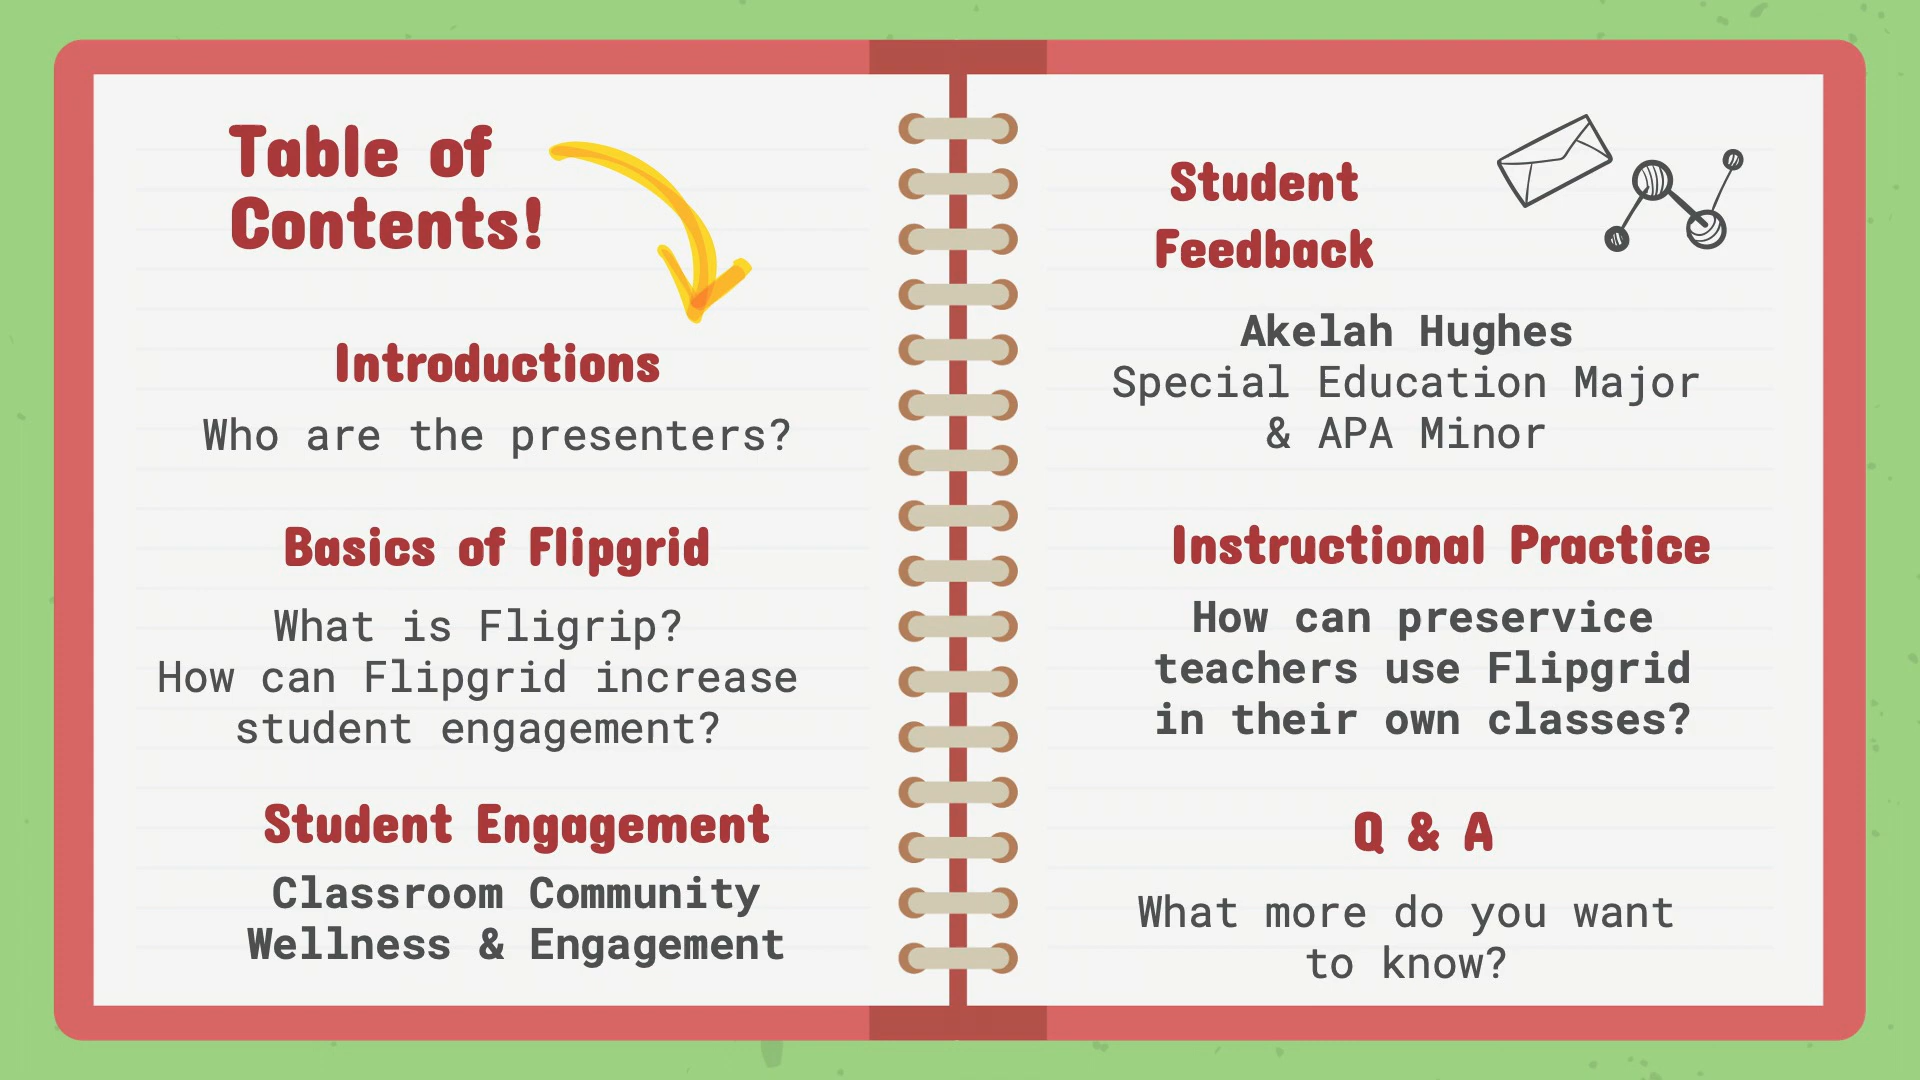 Table of
Contents!
Introductions
Who are the presenters?
Basics of Flipgrid
What is Fligrip?
How can Flipgrid increase
student engagement?
Student Engagement
Classroom Community
Wellness & Engagement
Student
Feedback
Akelah Hughes
Special Education Major
& APA Minor
Instructional Practice
How can preservice
teachers use Flipgrid
in their own classes?
Q & A
What more do you want
to know?